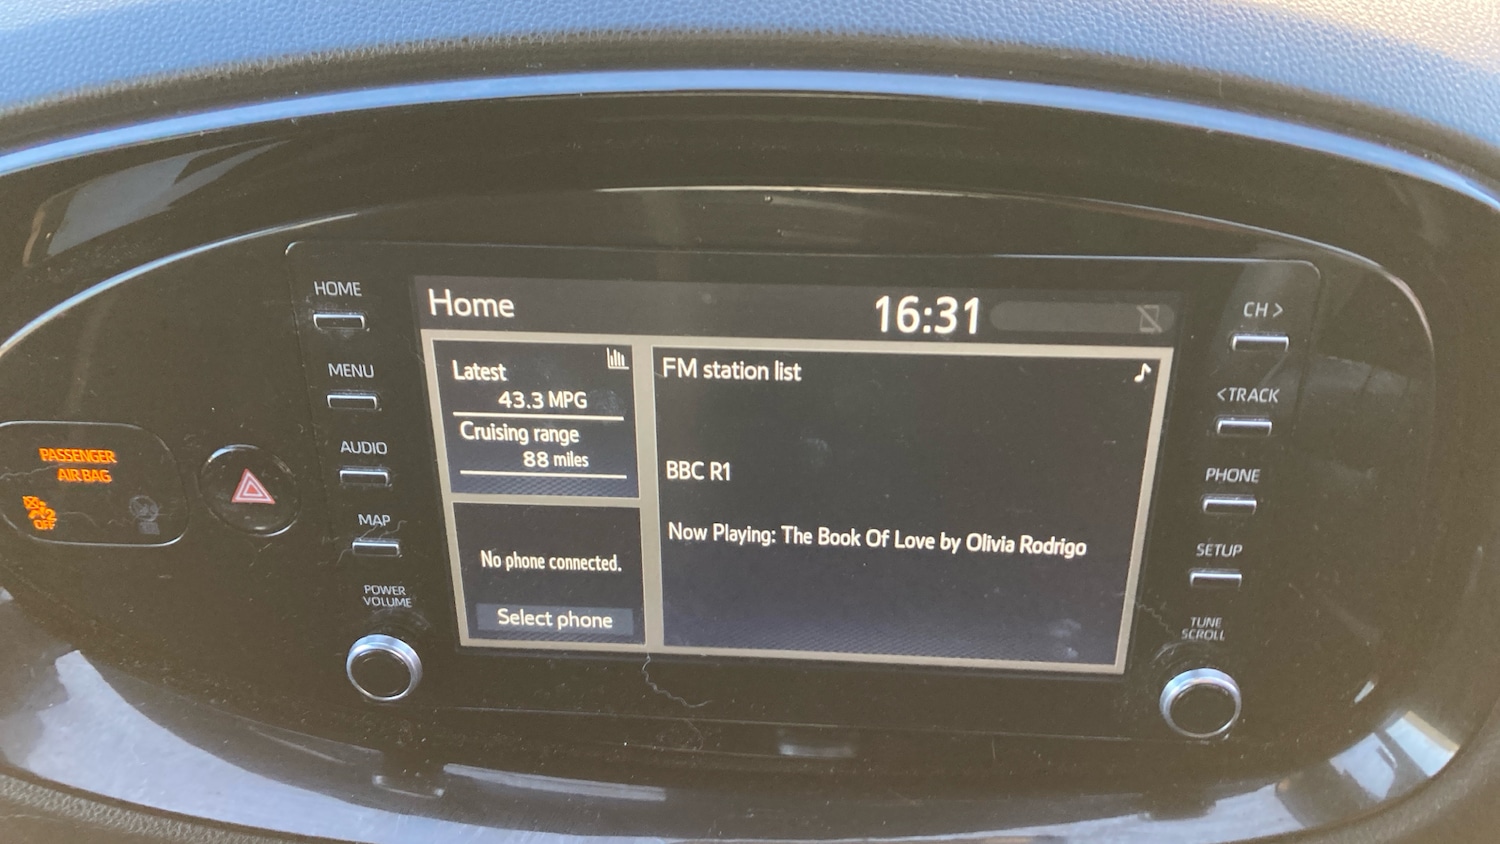 HOME
MENU
AUDIO
MAP
POWER
VOLUME
PASSENGER
AIR BAG
2
OFF
Home
16:31
Latest
43.3 MPG
Cruising range
88 miles
No phone connected.
Select phone
FM station list
BBC R1
Now Playing: The Book Of Love by Olivia Rodrigo
CH >
<TRACK
PHONE
SETUP
TUNE
SCROLL